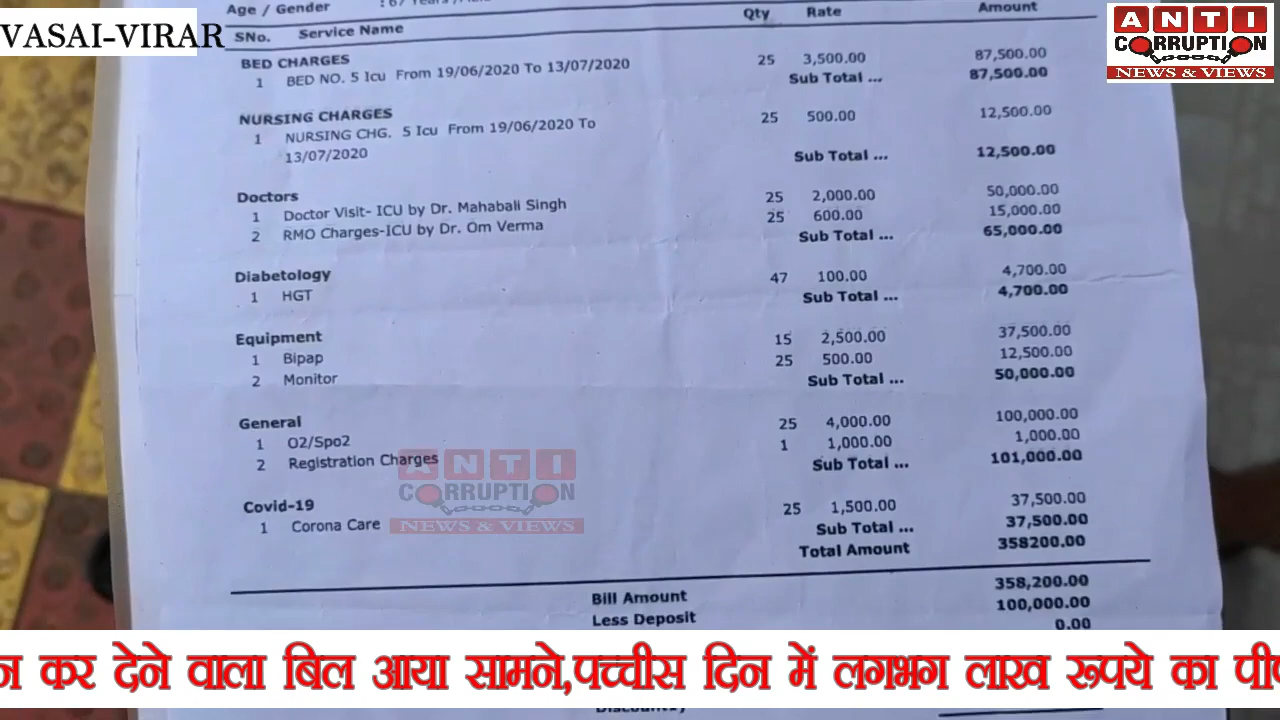 VASAI-VIRAR
ANTI
CORRUPTION
NEWS & VIEWS
Age / Gender : 67 Years
SNo. Service Name Qty Rate Amount
BED CHARGES
1 BED NO. 5 Icu From 19/06/2020 To 13/07/2020 25 3,500.00 87,500.00
Sub Total ... 87,500.00
NURSING CHARGES
1 NURSING CHG. 5 Icu From 19/06/2020 To 25 500.00 12,500.00
13/07/2020
Sub Total ... 12,500.00
Doctors
1 Doctor Visit- ICU by Dr. Mahabali Singh 25 2,000.00 50,000.00
2 RMO Charges-ICU by Dr. Om Verma 25 600.00 15,000.00
Sub Total ... 65,000.00
Diabetology
1 HGT 47 100.00 4,700.00
Sub Total ... 4,700.00
Equipment
1 Bipap 15 2,500.00 37,500.00
2 Monitor 25 500.00 12,500.00
Sub Total ... 50,000.00
General
1 O2/Spo2 25 4,000.00 100,000.00
2 Registration Charges 1 1,000.00 1,000.00
Sub Total ... 101,000.00
ANTI
CORRUPTION
NEWS & VIEWS
Covid-19
1 Corona Care 25 1,500.00 37,500.00
Sub Total ... 37,500.00
Total Amount 358200.00
Bill Amount 358,200.00
Less Deposit 100,000.00
0.00
कर देने वाला बिल आया सामने,पच्चीस दिन में लगभग लाख रूपये का